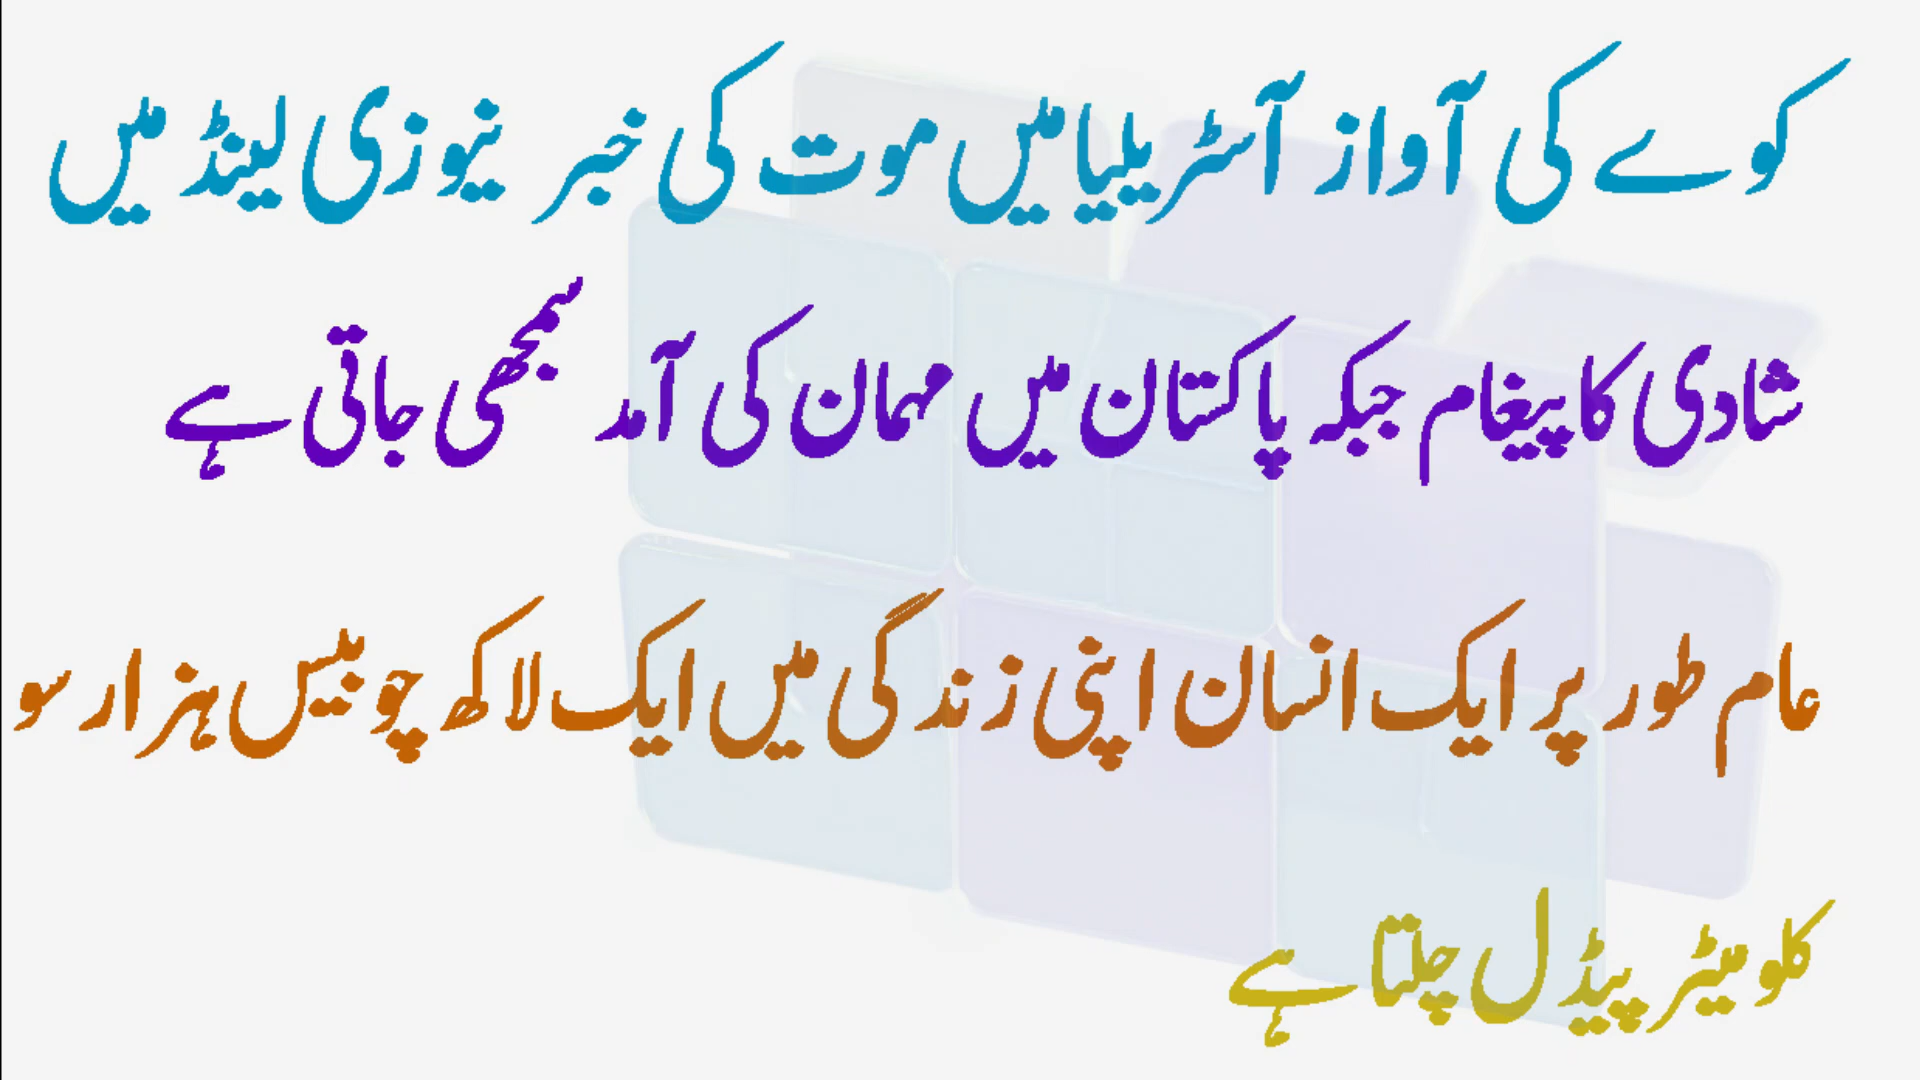 کوے کی آواز آسٹریلیا میں موت کی خبر نیوزی لینڈ میں
شادی کا پیغام جبکہ پاکستان میں مہمان کی آمد سمجھی جاتی ہے
عام طور پر ایک انسان اپنی زندگی میں ایک لاکھ چوبیس ہزار سو
کلومیٹر پیڈل چلتا ہے